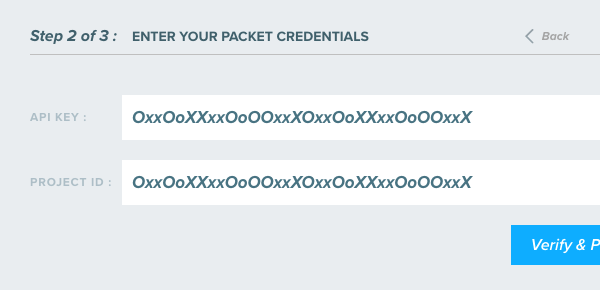 Step 2 of 3 : ENTER YOUR PACKET CREDENTIALS Back
API KEY : OxxOoXXxxOoOOxxXOxxOoXXxxOoOOxxX
PROJECT ID : OxxOoXXxxOoOOxxXOxxOoXXxxOoOOxxX
Verify & P